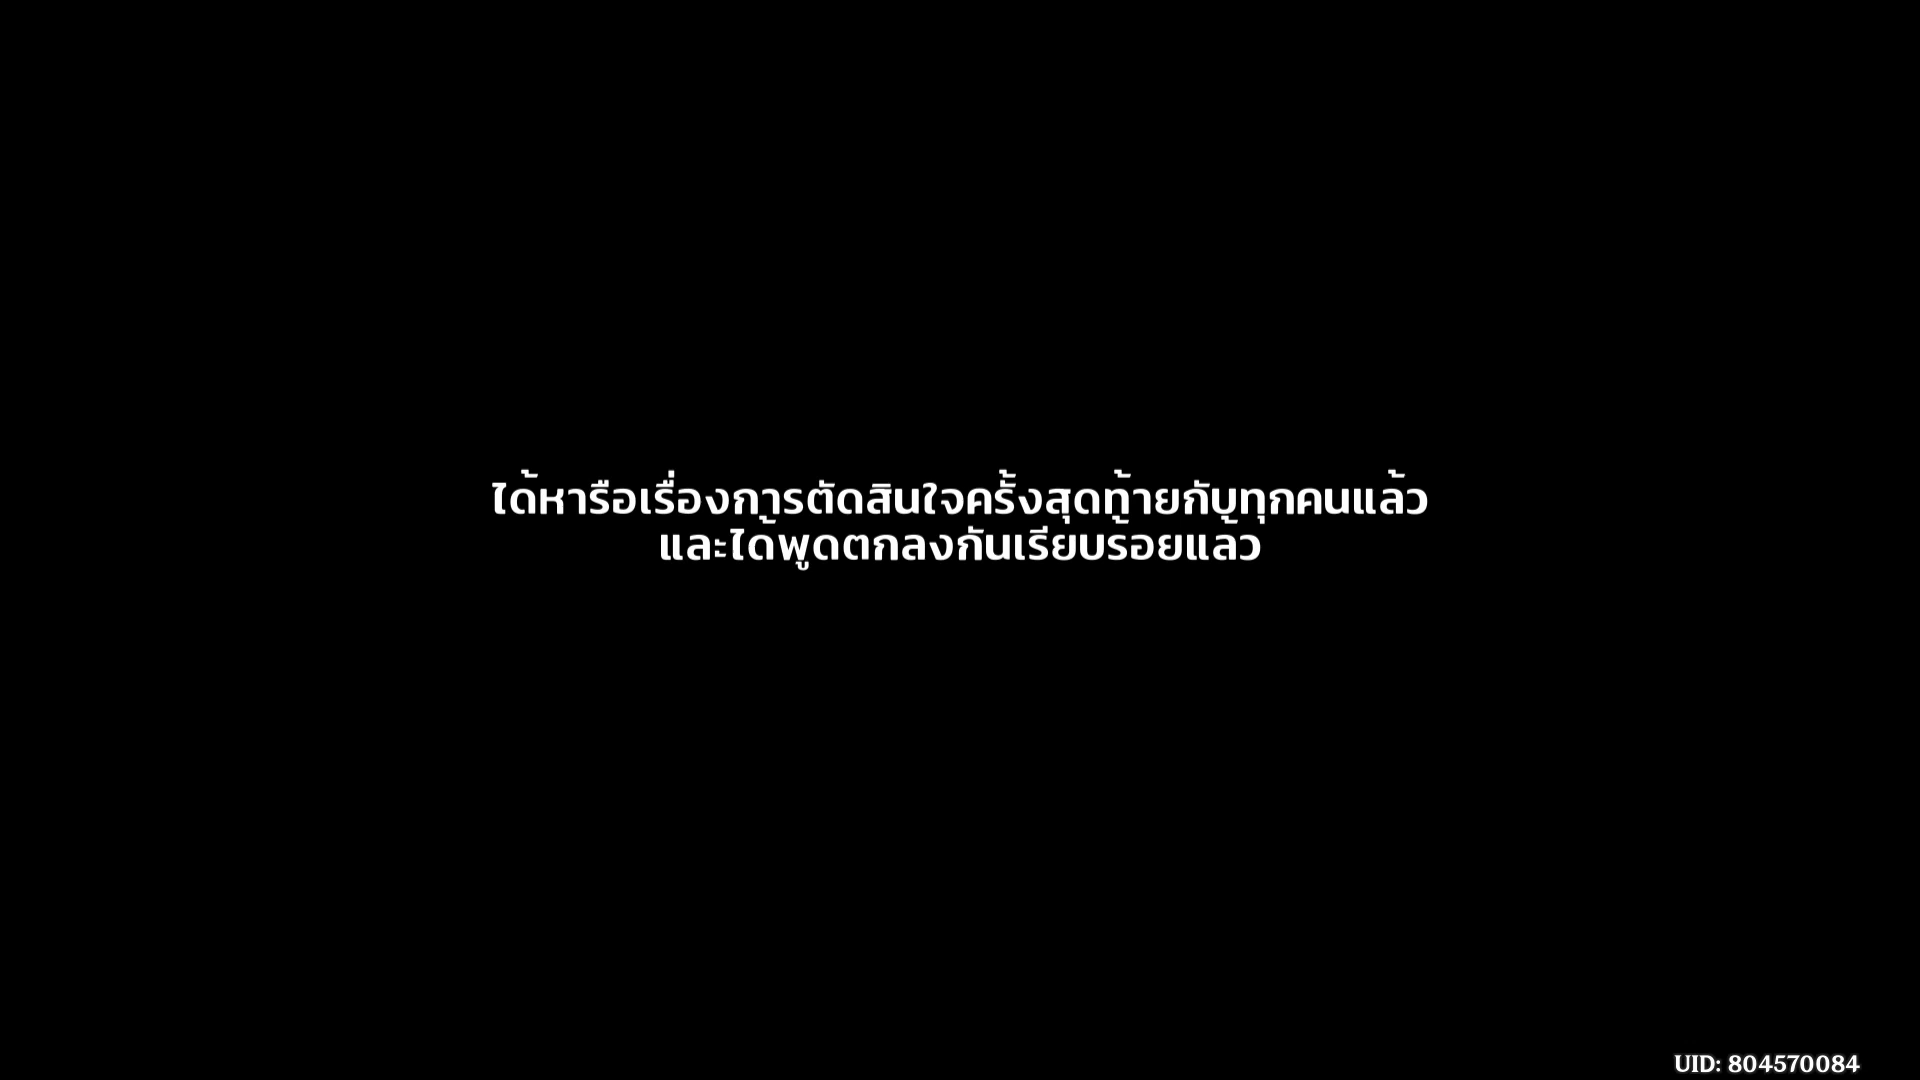 ได้หารือเรื่องการตัดสินใจครั้งสุดท้ายกับทุกคนแล้ว
และได้พูดตกลงกันเรียบร้อยแล้ว
UID: 804570084